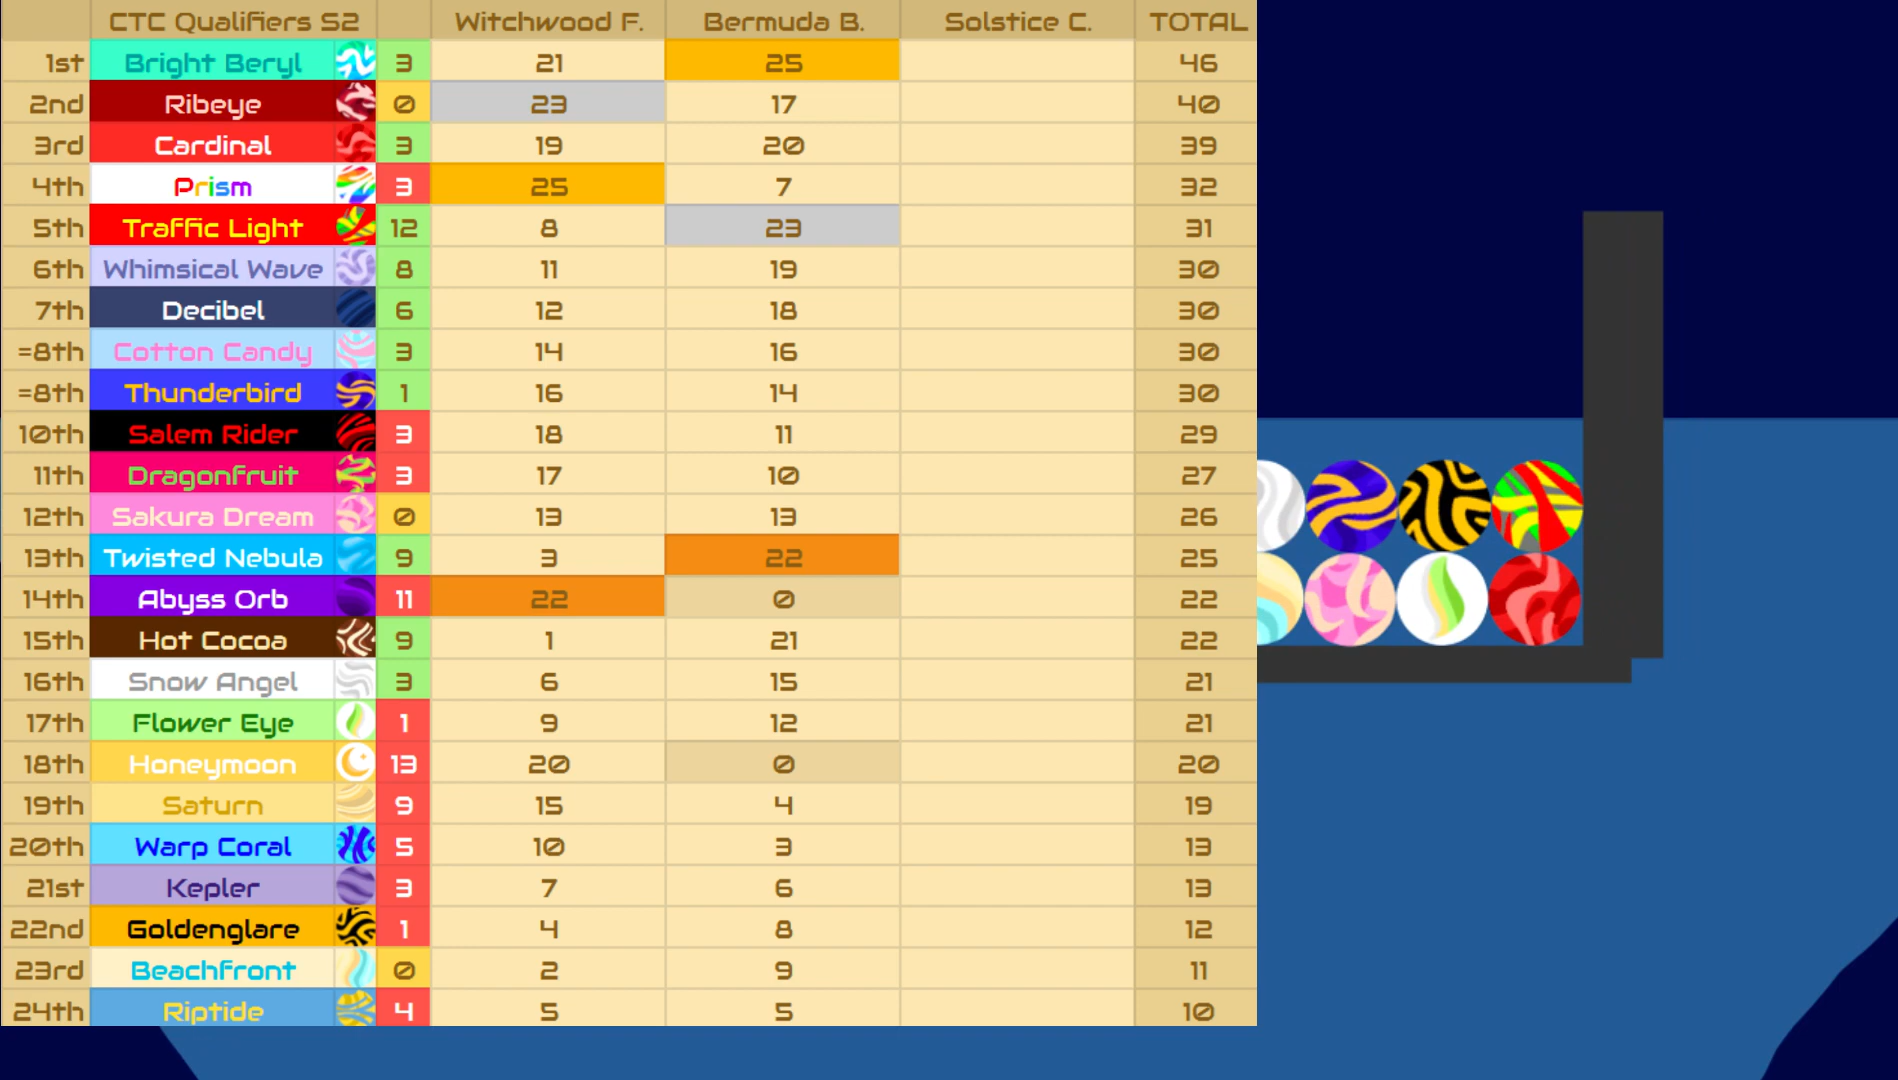 CTC Qualifiers S2 Witchwood F. Bermuda B. Solstice C. TOTAL
1st Bright Beryl 3 21 25 46
2nd Ribeye 0 23 17 40
3rd Cardinal 3 19 20 39
4th Prism 3 25 7 32
5th Traffic Light 12 8 23 31
6th Whimsical Wave 8 11 19 30
7th Decibel 6 12 18 30
=8th Cotton Candy 3 14 16 30
=8th Thunderbird 1 16 14 30
10th Salem Rider 3 18 11 29
11th Dragonfruit 3 17 10 27
12th Sakura Dream 0 13 13 26
13th Twisted Nebula 9 3 22 25
14th Abyss Orb 11 22 0 22
15th Hot Cocoa 9 1 21 22
16th Snow Angel 3 6 15 21
17th Flower Eye 1 9 12 21
18th Honeymoon 13 20 0 20
19th Saturn 9 15 4 19
20th Warp Coral 5 10 3 13
21st Kepler 3 7 6 13
22nd Goldenglare 1 4 8 12
23rd Beachfront 0 2 9 11
24th Riptide 4 5 5 10